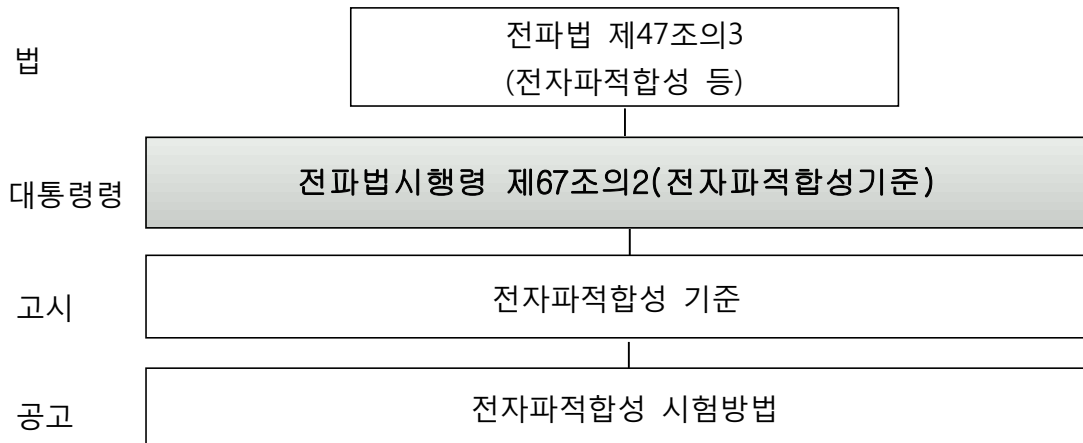 법
전파법 제47조의3
(전자파적합성 등)
대통령령
전파법시행령 제67조의2(전자파적합성기준)
고시
전자파적합성 기준
공고
전자파적합성 시험방법